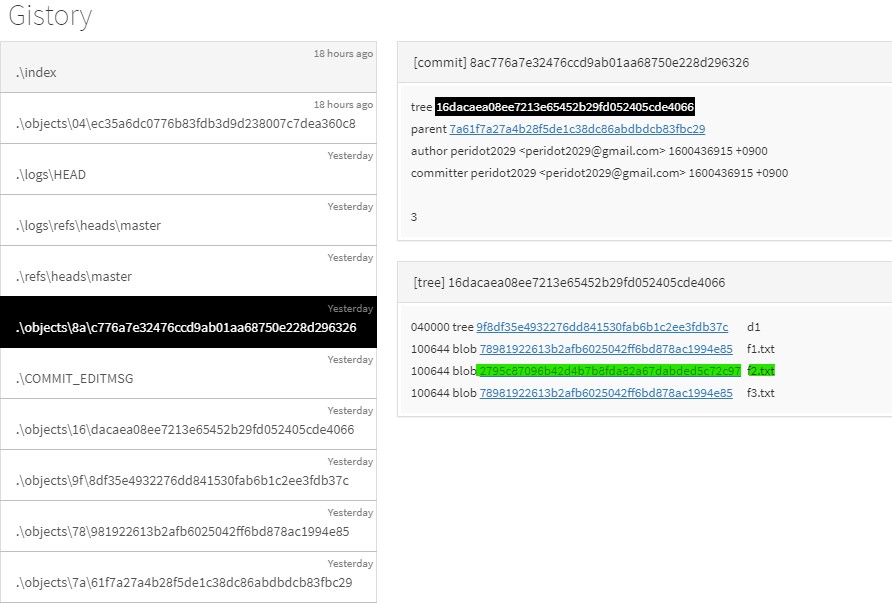 Gistory
18 hours ago
.\index
18 hours ago
.\objects\04\ec35a6dc0776b83fdb3d9d238007c7dea360c8
Yesterday
.\logs\HEAD
Yesterday
.\logs\refs\heads\master
Yesterday
.\refs\heads\master
Yesterday
.\objects\8a\c776a7e32476ccd9ab01aa68750e228d296326
Yesterday
.\COMMIT_EDITMSG
Yesterday
.\objects\16\dacaea08ee7213e65452b29fd052405cde4066
Yesterday
.\objects\9f\8df35e4932276dd841530fab6b1c2ee3fdb37c
Yesterday
.\objects\78\981922613b2afb6025042ff6bd878ac1994e85
Yesterday
.\objects\7a\61f7a27a4b28f5de1c38dc86abdbdcb83fbc29
[commit] 8ac776a7e32476ccd9ab01aa68750e228d296326
tree 16dacaea08ee7213e65452b29fd052405cde4066
parent 7a61f7a27a4b28f5de1c38dc86abdbdcb83fbc29
author peridot2029 <peridot2029@gmail.com> 1600436915 +0900
committer peridot2029 <peridot2029@gmail.com> 1600436915 +0900
3
[tree] 16dacaea08ee7213e65452b29fd052405cde4066
040000 tree 9f8df35e4932276dd841530fab6b1c2ee3fdb37c d1
100644 blob 78981922613b2afb6025042ff6bd878ac1994e85 f1.txt
100644 blob 2795c87096b42d4b7b8fda82a67dabded5c72c97 f2.txt
100644 blob 78981922613b2afb6025042ff6bd878ac1994e85 f3.txt